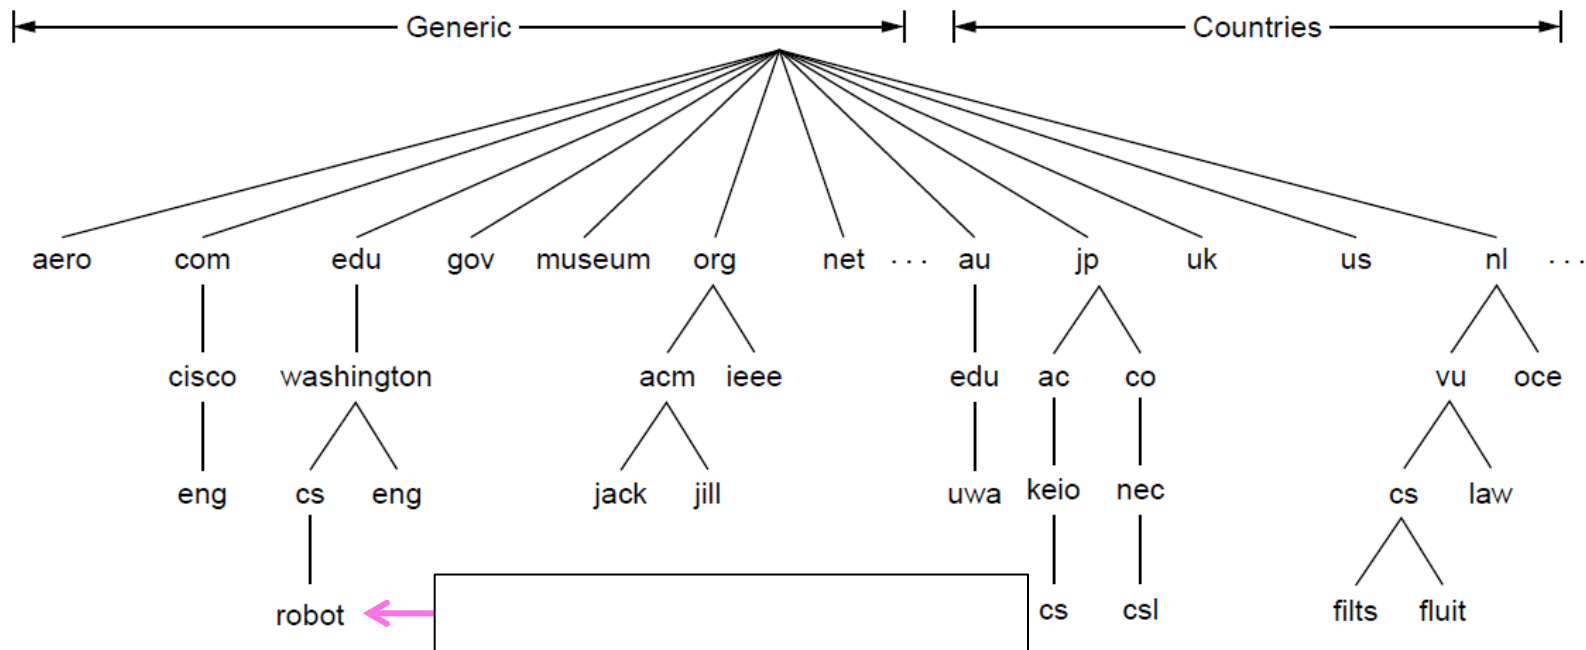 Generic Countries
aero com edu gov museum org net ... au jp uk us nl ...
cisco washington acm ieee edu ac co vu oce
eng cs eng jack jill uwa keio nec cs law
robot cs csl filts fluit